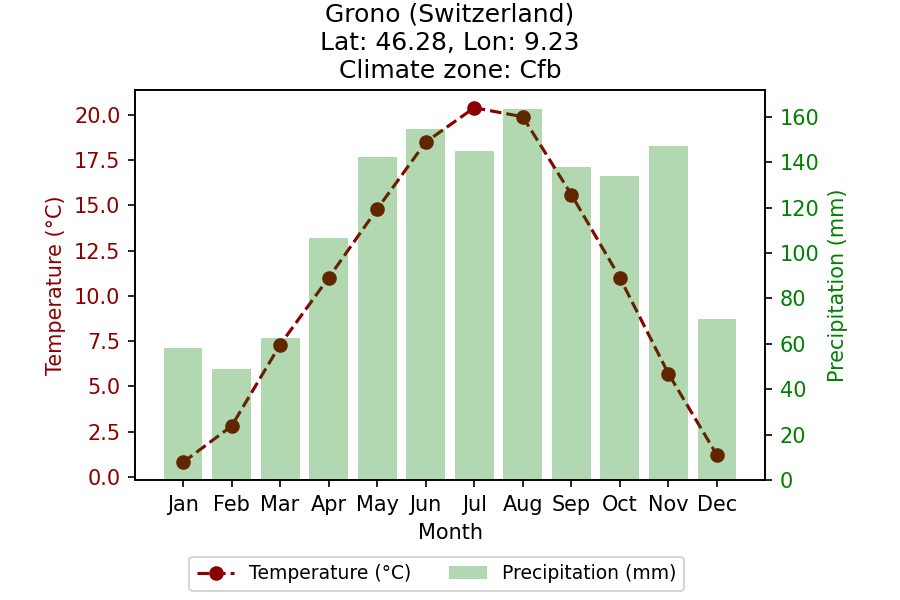 Grono (Switzerland)
Lat: 46.28, Lon: 9.23
Climate zone: Cfb
Temperature (°C)
20.0
17.5
15.0
12.5
10.0
7.5
5.0
2.5
0.0
160
140
120
100
80
60
40
20
0
Precipitation (mm)
Jan Feb Mar Apr May Jun Jul Aug Sep Oct Nov Dec
Month
Temperature (°C) Precipitation (mm)